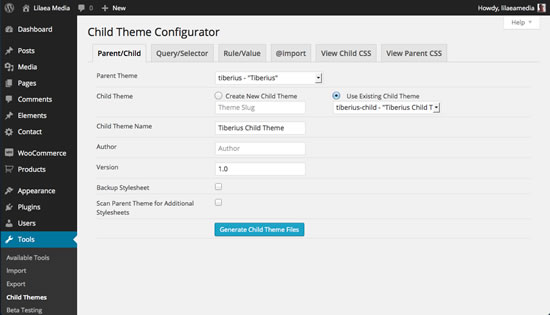 Lilaea Media 0 + New Howdy, lilaeamedia
Help
Dashboard
Posts
Media
Pages
Comments
Elements
Contact
WooCommerce
Products
Appearance
Plugins
Users
Tools
Available Tools
Import
Export
Child Themes
Beta Testing
Child Theme Configurator
Parent/Child Query/Selector Rule/Value @import View Child CSS View Parent CSS
Parent Theme tiberius - "Tiberius"
Child Theme Create New Child Theme Use Existing Child Theme
Theme Slug tiberius-child - "Tiberius Child T
Child Theme Name Tiberius Child Theme
Author Author
Version 1.0
Backup Stylesheet
Scan Parent Theme for Additional
Stylesheets
Generate Child Theme Files